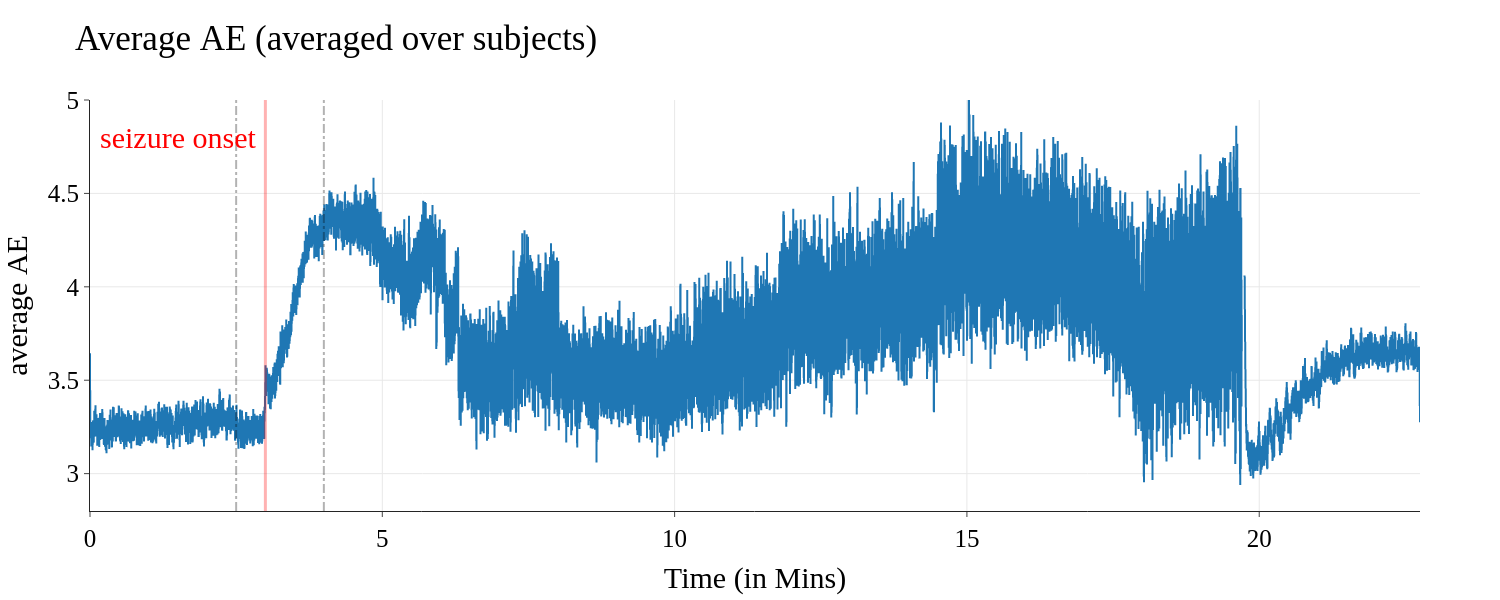 Average AE (averaged over subjects)
5
seizure onset
4.5
4
average AE
3.5
3
0 5 10 15 20
Time (in Mins)